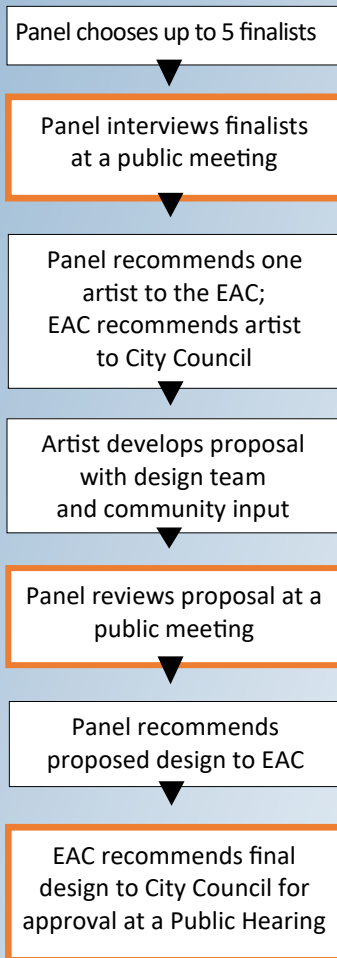 Panel chooses up to 5 finalists
Panel interviews finalists
at a public meeting
Panel recommends one
artist to the EAC;
EAC recommends artist
to City Council
Artist develops proposal
with design team
and community input
Panel reviews proposal at a
public meeting
Panel recommends
proposed design to EAC
EAC recommends final
design to City Council for
approval at a Public Hearing